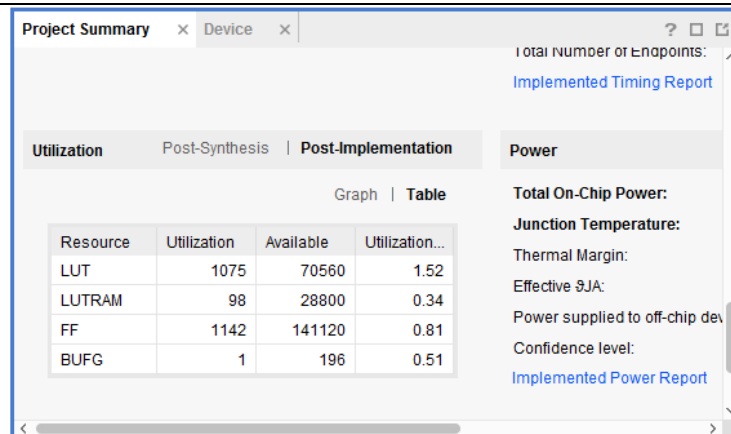 Project Summary × Device ×
?
Total Number of Endpoints:
Implemented Timing Report
Utilization Post-Synthesis | Post-Implementation
Graph | Table
Resource Utilization Available Utilization...
LUT 1075 70560 1.52
LUTRAM 98 28800 0.34
FF 1142 141120 0.81
BUFG 1 196 0.51
Power
Total On-Chip Power:
Junction Temperature:
Thermal Margin:
Effective ϑJA:
Power supplied to off-chip dev
Confidence level:
Implemented Power Report